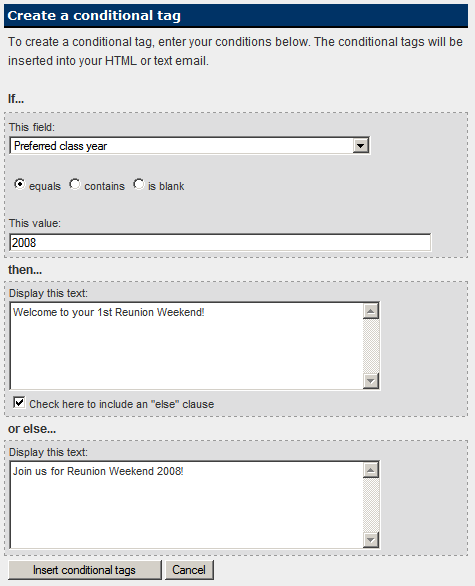 Create a conditional tag
To create a conditional tag, enter your conditions below. The conditional tags will be
inserted into your HTML or text email.
If...
This field:
Preferred class year
equals contains is blank
This value:
2008
then...
Display this text:
Welcome to your 1st Reunion Weekend!
Check here to include an "else" clause
or else...
Display this text:
Join us for Reunion Weekend 2008!
Insert conditional tags Cancel